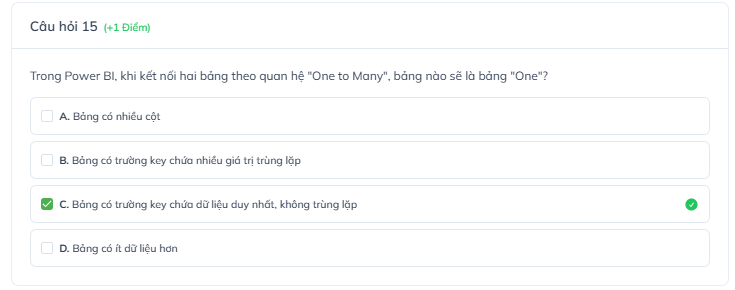 Câu hỏi 15 (+1 Điểm)
Trong Power BI, khi kết nối hai bảng theo quan hệ "One to Many", bảng nào sẽ là bảng "One"?
A. Bảng có nhiều cột
B. Bảng có trường key chứa nhiều giá trị trùng lặp
C. Bảng có trường key chứa dữ liệu duy nhất, không trùng lặp
D. Bảng có ít dữ liệu hơn